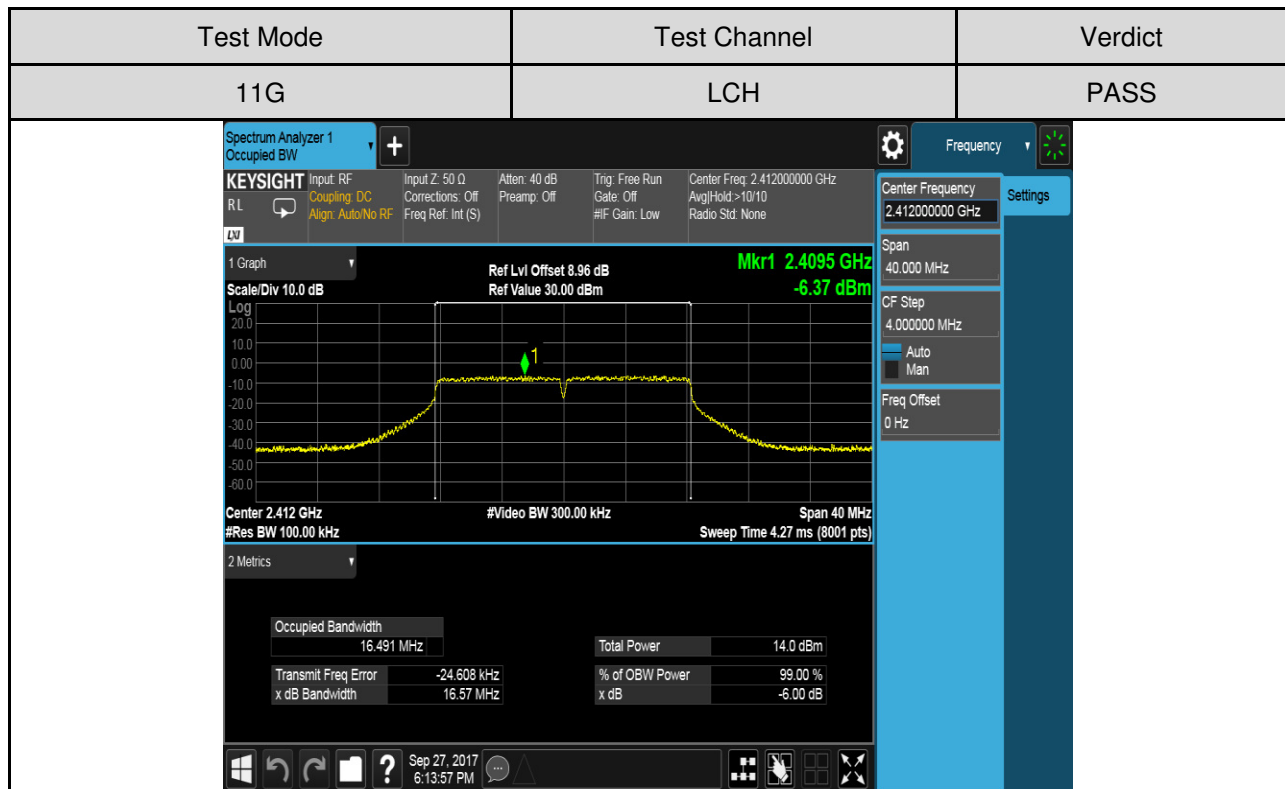 Test Mode Test Channel Verdict
11G LCH PASS
Spectrum Analyzer 1
Occupied BW
+
Frequency
KEYSIGHT Input: RF Input Z: 50 Ω Atten: 40 dB Trig: Free Run Center Freq: 2.412000000 GHz
RL Coupling: DC Corrections: Off Preamp: Off Gate: Off Avg|Hold:>10/10
Align: Auto/No RF Freq Ref: Int (S) #IF Gain: Low Radio Std: None
LXI
Center Frequency
2.412000000 GHz
Settings
Span
40.000 MHz
CF Step
4.000000 MHz
Auto
Man
Freq Offset
0 Hz
1 Graph
Ref Lvl Offset 8.96 dB
Mkr1 2.4095 GHz
Scale/Div 10.0 dB
Ref Value 30.00 dBm
-6.37 dBm
Log
20.0
10.0
0.00
-10.0
-20.0
-30.0
-40.0
-50.0
-60.0
1
Center 2.412 GHz #Video BW 300.00 kHz Span 40 MHz
#Res BW 100.00 kHz Sweep Time 4.27 ms (8001 pts)
2 Metrics
Occupied Bandwidth
16.491 MHz
Total Power 14.0 dBm
Transmit Freq Error -24.608 kHz
% of OBW Power 99.00 %
x dB Bandwidth 16.57 MHz
x dB -6.00 dB
?
Sep 27, 2017
6:13:57 PM